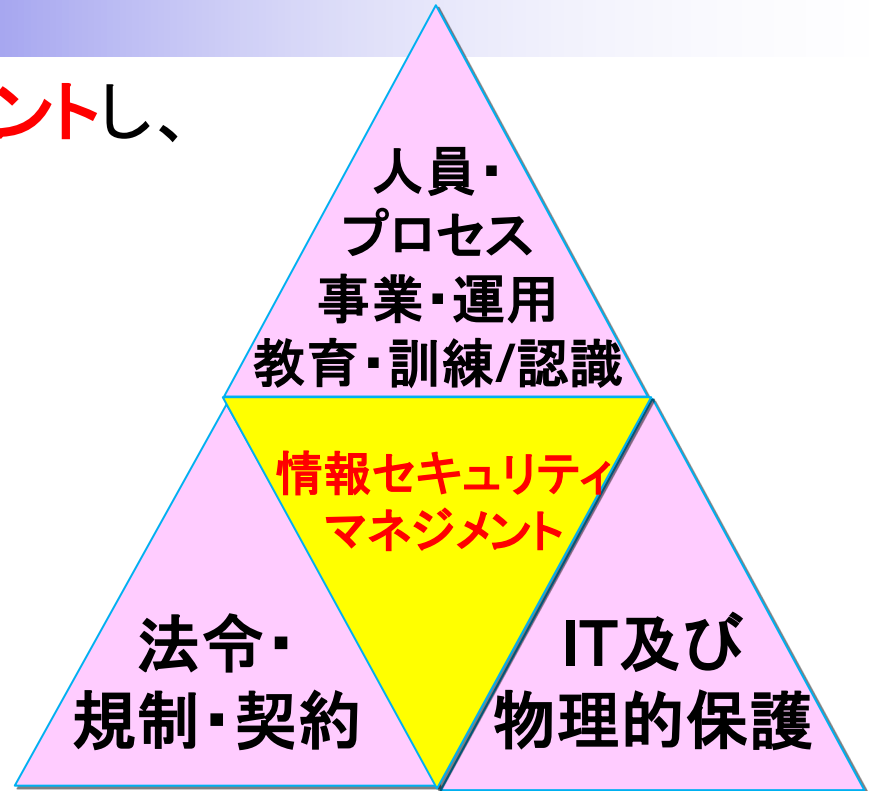 ントし、
人員・
プロセス
事業・運用
教育・訓練/認識
情報セキュリティ
マネジメント
法令・
規制・契約
IT及び
物理的保護